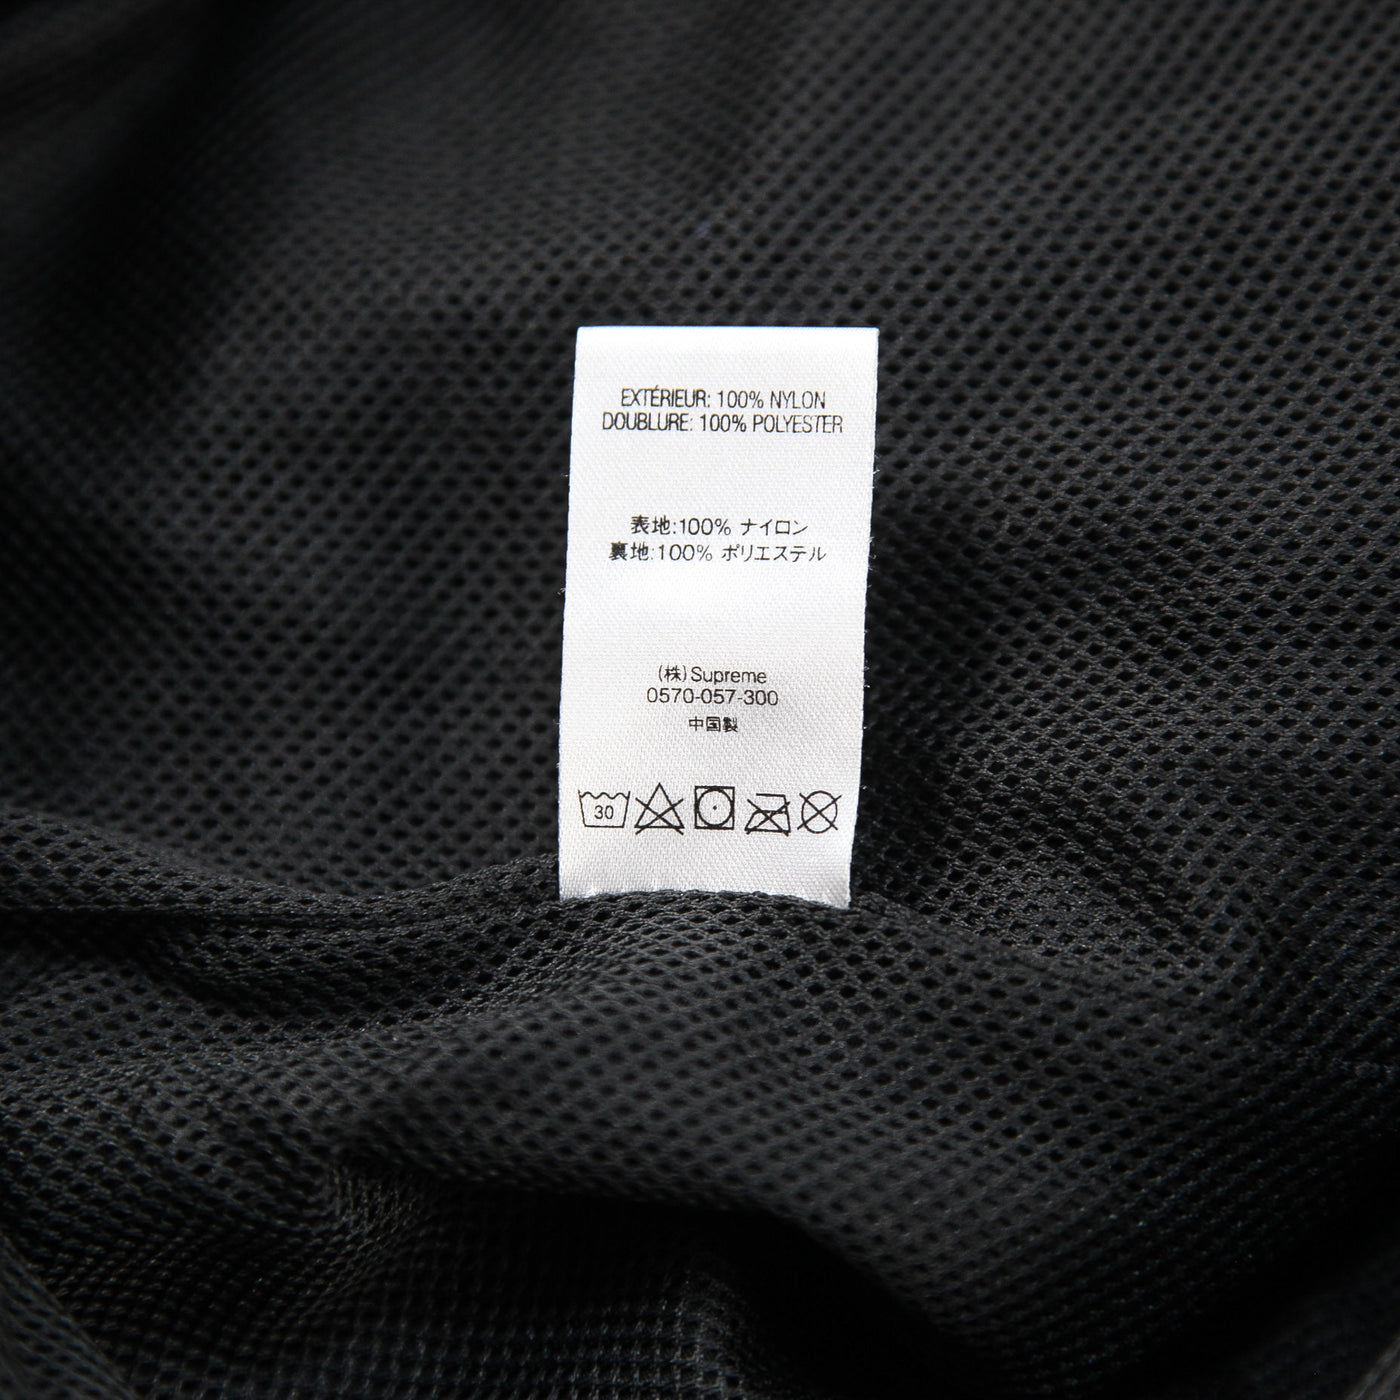 EXTÉRIEUR: 100% NYLON
DOUBLURE: 100% POLYESTER
表地:100% ナイロン
裏地:100% ポリエステル
(株)Supreme
0570-057-300
中国製
30